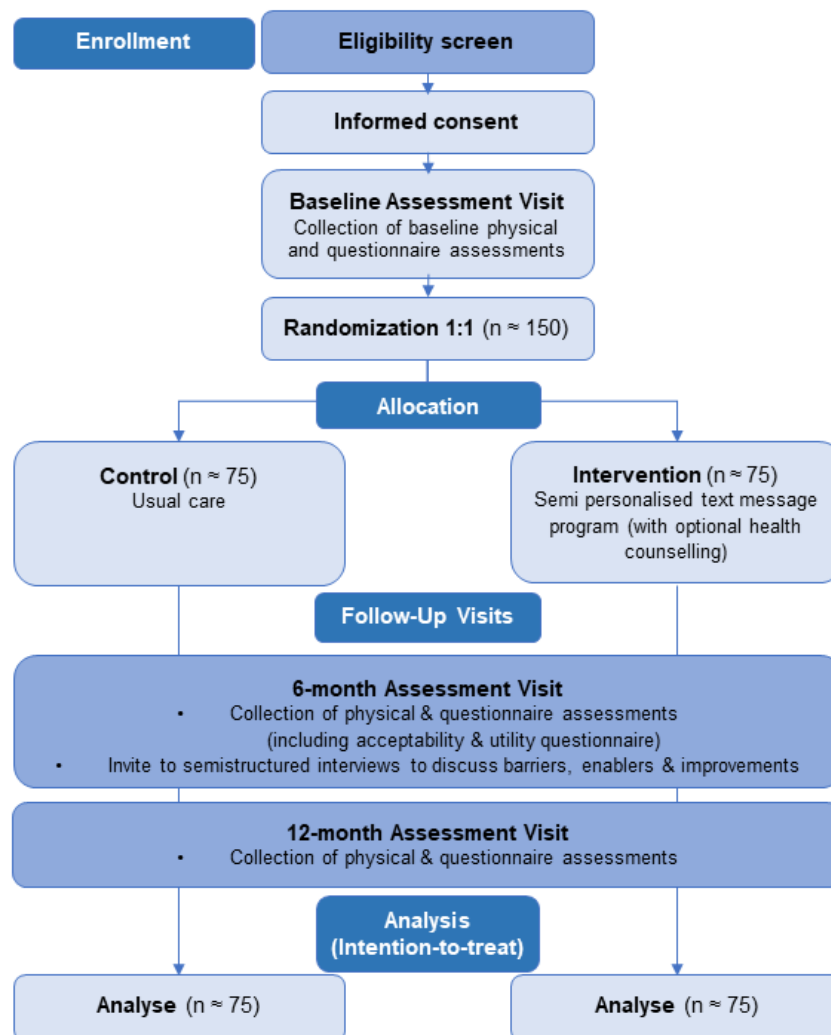 Enrollment
Eligibility screen
Informed consent
Baseline Assessment Visit
Collection of baseline physical
and questionnaire assessments
Randomization 1:1 (n ≈ 150)
Allocation
Control (n ≈ 75)
Usual care
Intervention (n ≈ 75)
Semi personalised text message
program (with optional health
counselling)
Follow-Up Visits
6-month Assessment Visit
• Collection of physical & questionnaire assessments
(including acceptability & utility questionnaire)
• Invite to semistructured interviews to discuss barriers, enablers & improvements
12-month Assessment Visit
• Collection of physical & questionnaire assessments
Analysis
(Intention-to-treat)
Analyse (n ≈ 75)
Analyse (n ≈ 75)